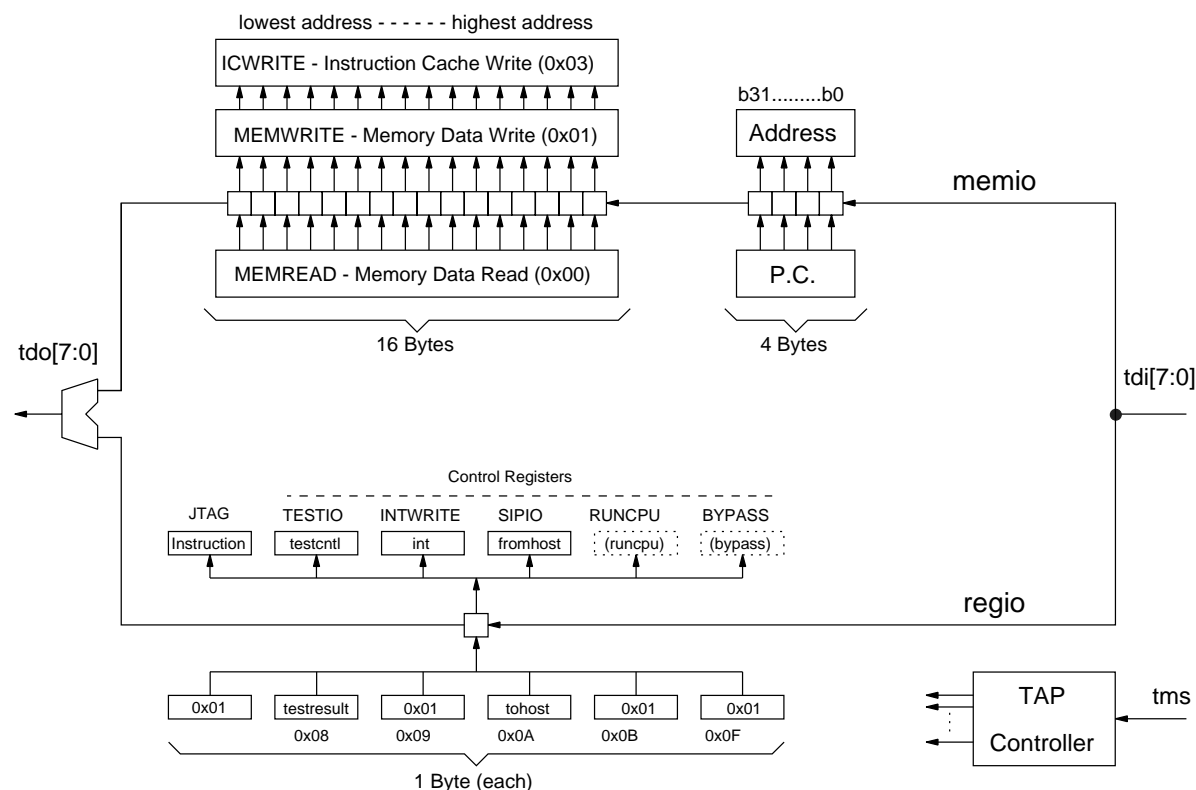 lowest address - - - - - - highest address
ICWRITE - Instruction Cache Write (0x03)
b31.........b0
MEMWRITE - Memory Data Write (0x01)
Address
memio
MEMREAD - Memory Data Read (0x00)
P.C.
16 Bytes
4 Bytes
tdo[7:0]
tdi[7:0]
Control Registers
JTAG TESTIO INTWRITE SIPIO RUNCPU BYPASS
Instruction testcntl int fromhost (runcpu) (bypass)
regio
0x01 testresult 0x01 tohost 0x01 0x01
0x08 0x09 0x0A 0x0B 0x0F
1 Byte (each)
TAP
Controller
tms